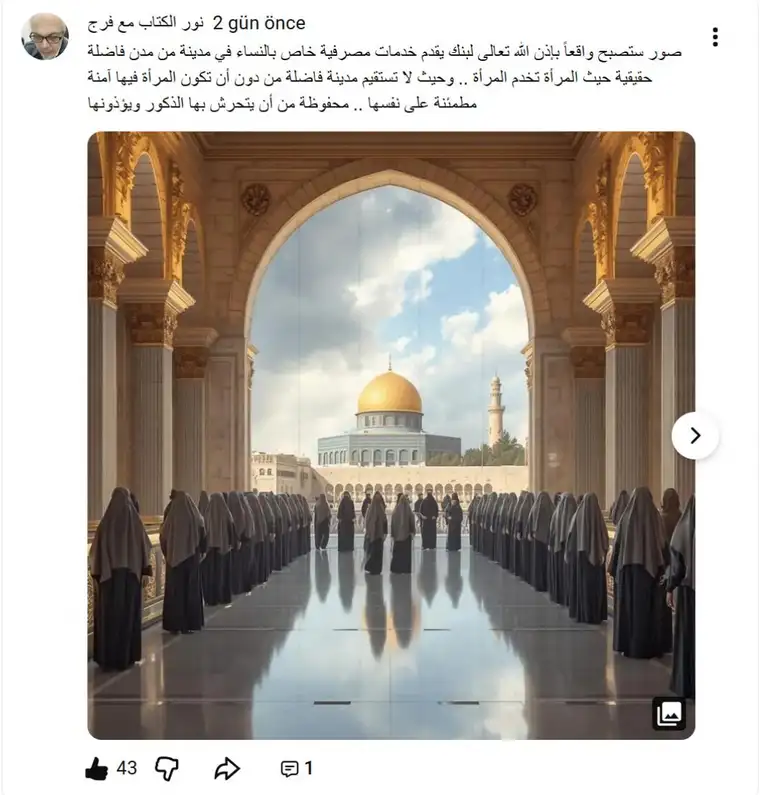 نور الكتاب مع فرج 2 gün önce
صور ستصبح واقعاً بإذن الله تعالى لبنك يقدم خدمات مصرفية خاص بالنساء في مدينة من مدن فاضلة
حقيقية حيث المرأة تخدم المرأة .. وحيث لا تستقيم مدينة فاضلة من دون أن تكون المرأة فيها آمنة
مطمئنة على نفسها .. محفوظة من أن يتحرش بها الذكور ويؤذونها
43 1